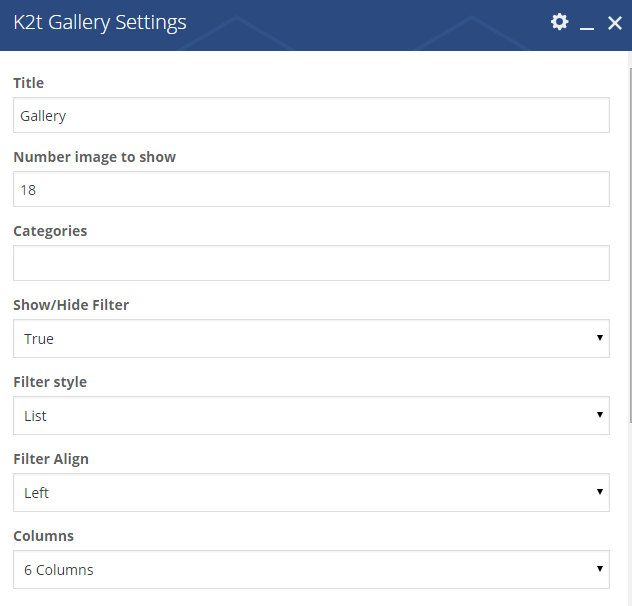 K2t Gallery Settings
Title
Gallery
Number image to show
18
Categories
Show/Hide Filter
True
Filter style
List
Filter Align
Left
Columns
6 Columns